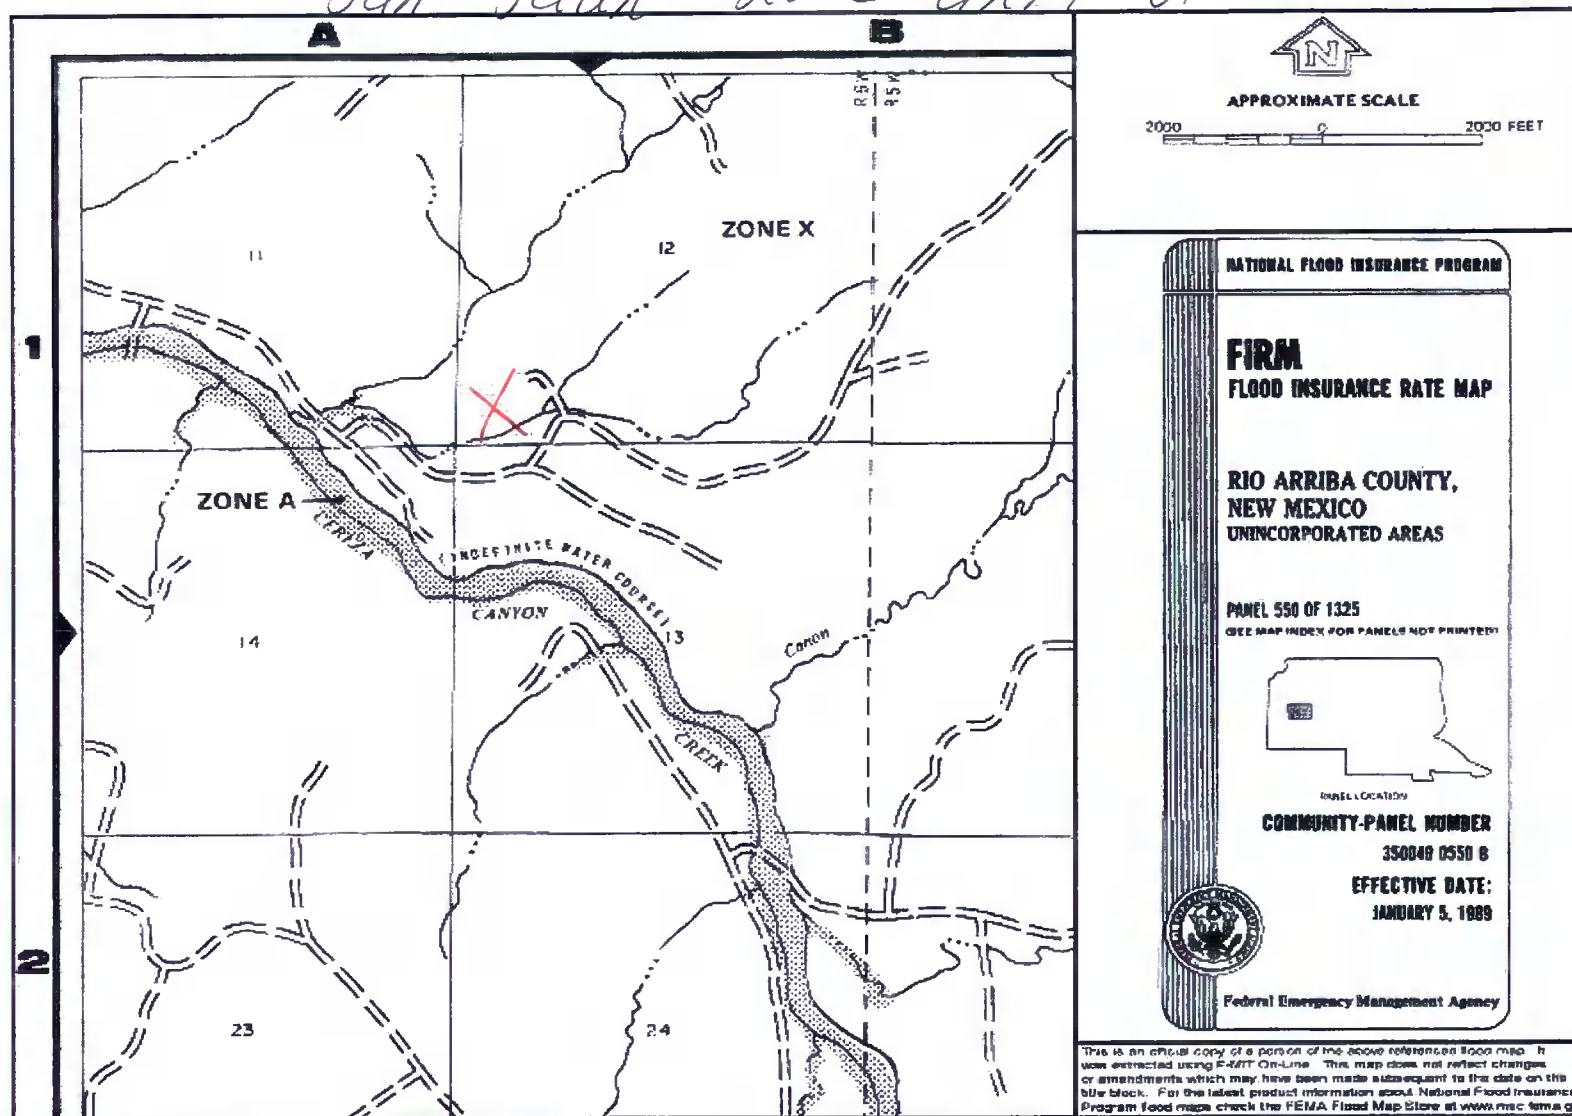 A
B
1
2
ZONE X
11
12
R5W
R5W
ZONE A
CEREZA
(INDEFINITE WATER COURSE)
CANYON
13
14
Canon
CREEK
23
24
N
APPROXIMATE SCALE
2000 0 2000 FEET
NATIONAL FLOOD INSURANCE PROGRAM
FIRM
FLOOD INSURANCE RATE MAP
RIO ARRIBA COUNTY,
NEW MEXICO
UNINCORPORATED AREAS
PANEL 550 OF 1325
(SEE MAP INDEX FOR PANELS NOT PRINTED)
PANEL LOCATION
COMMUNITY-PANEL NUMBER
350049 0550 B
EFFECTIVE DATE:
JANUARY 5, 1989
Federal Emergency Management Agency
This is an official copy of a portion of the above referenced flood map. It
was extracted using F-MIT On-Line. This map does not reflect changes
or amendments which may have been made subsequent to the date on the
title block. For the latest product information about National Flood Insurance
Program flood maps check the FEMA Flood Map Store at www.msc.fema.g